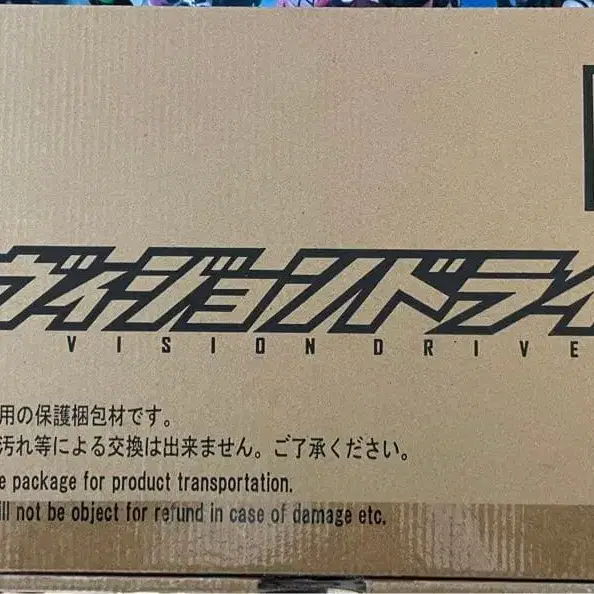 ヴィジョンドライ
VISION DRIVE
用の保護梱包材です。
汚れ等による交換は出来ません。ご了承ください。
e package for product transportation.
ll not be object for refund in case of damage etc.